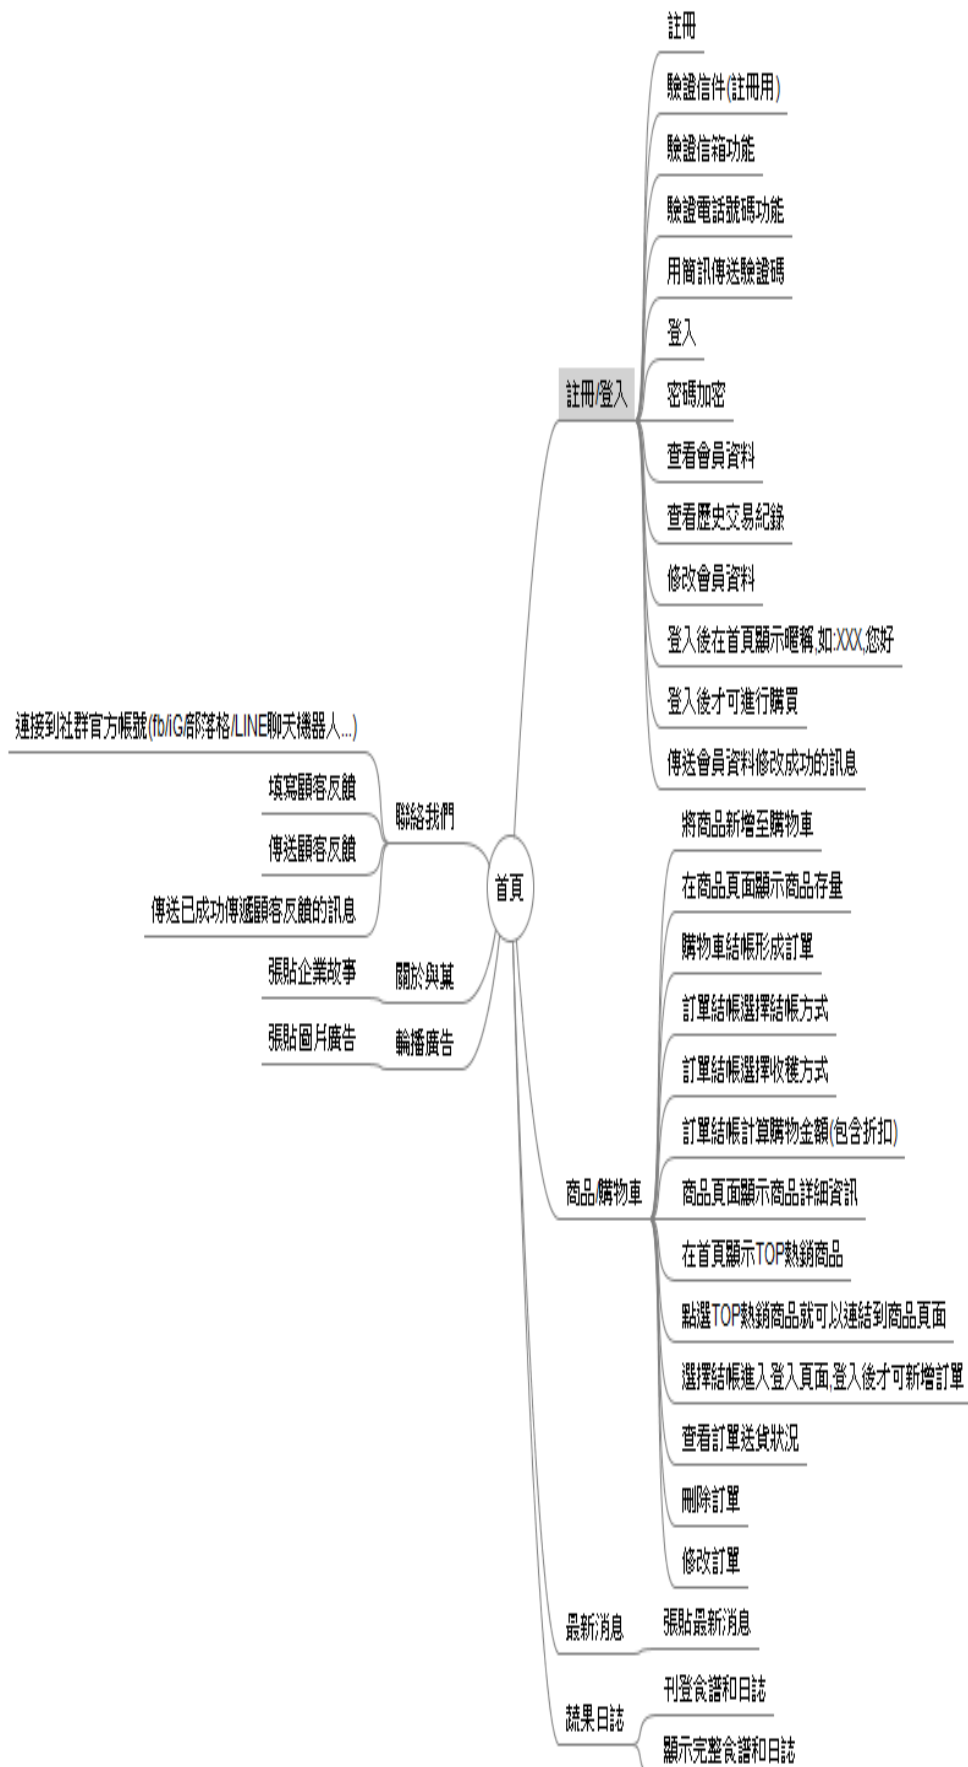 註冊
驗證信件(註冊用)
驗證信箱功能
驗證電話號碼功能
用簡訊傳送驗證碼
登入
註冊/登入
密碼加密
查看會員資料
查看歷史交易紀錄
修改會員資料
登入後在首頁顯示暱稱,如:XXX,您好
登入後才可進行購買
傳送會員資料修改成功的訊息
連接到社群官方帳號(fb/iG/部落格/LINE聊天機器人...)
填寫顧客反饋
聯絡我們
傳送顧客反饋
傳送已成功傳遞顧客反饋的訊息
首頁
張貼企業故事
關於與菓
張貼圖片廣告
輪播廣告
將商品新增至購物車
在商品頁面顯示商品存量
購物車結帳形成訂單
訂單結帳選擇結帳方式
訂單結帳選擇收穫方式
訂單結帳計算購物金額(包含折扣)
商品/購物車
商品頁面顯示商品詳細資訊
在首頁顯示TOP熱銷商品
點選TOP熱銷商品就可以連結到商品頁面
選擇結帳進入登入頁面,登入後才可新增訂單
查看訂單送貨狀況
刪除訂單
修改訂單
最新消息
張貼最新消息
蔬果日誌
刊登食譜和日誌
顯示完整食譜和日誌